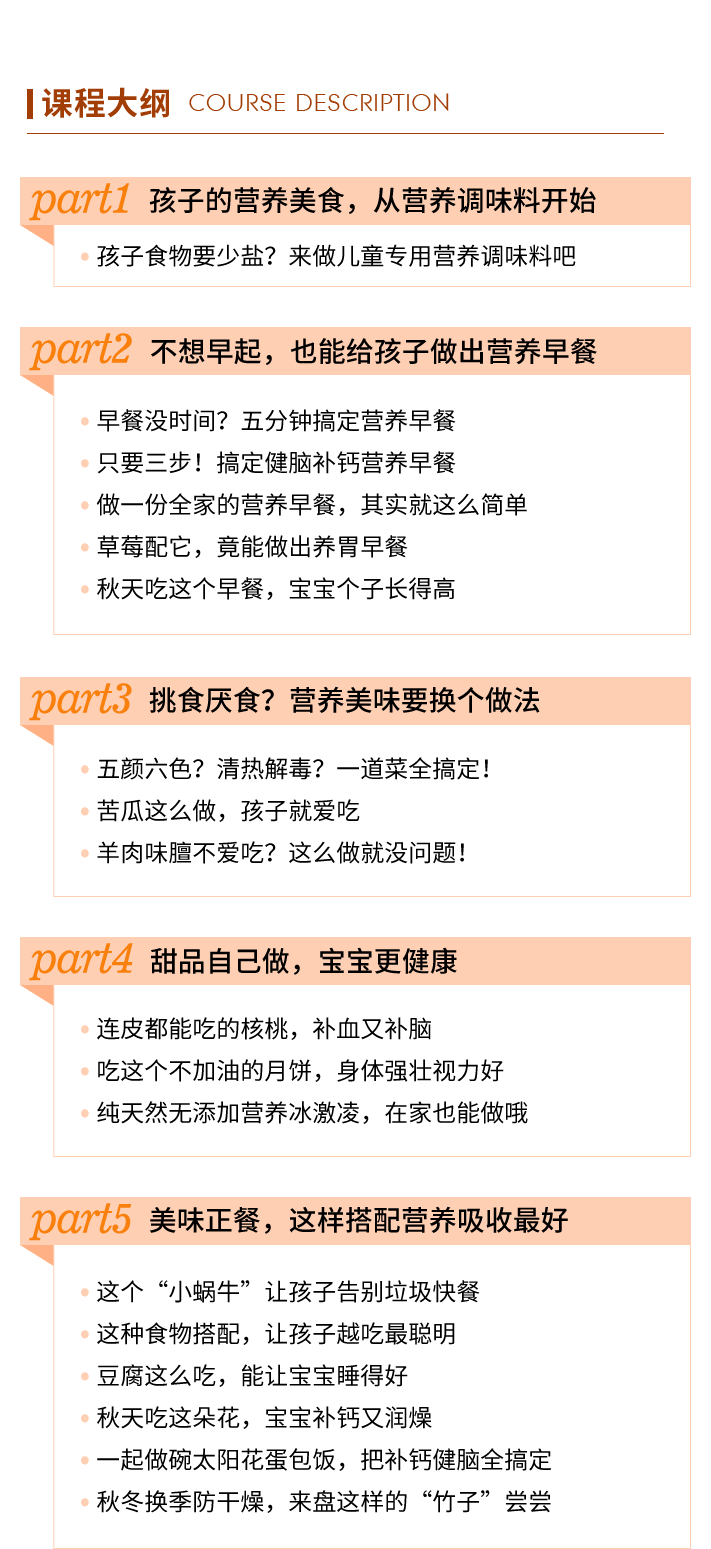 课程大纲 COURSE DESCRIPTION
part1 孩子的营养美食，从营养调味料开始
孩子食物要少盐？来做儿童专用营养调味料吧
part2 不想早起，也能给孩子做出营养早餐
早餐没时间？五分钟搞定营养早餐
只要三步！搞定健脑补钙营养早餐
做一份全家的营养早餐，其实就这么简单
草莓配它，竟能做出养胃早餐
秋天吃这个早餐，宝宝个子长得高
part3 挑食厌食？营养美味要换个做法
五颜六色？清热解毒？一道菜全搞定！
苦瓜这么做，孩子就爱吃
羊肉味膻不爱吃？这么做就没问题！
part4 甜品自己做，宝宝更健康
连皮都能吃的核桃，补血又补脑
吃这个不加油的月饼，身体强壮视力好
纯天然无添加营养冰激凌，在家也能做哦
part5 美味正餐，这样搭配营养吸收最好
这个“小蜗牛”让孩子告别垃圾快餐
这种食物搭配，让孩子越吃最聪明
豆腐这么吃，能让宝宝睡得好
秋天吃这朵花，宝宝补钙又润燥
一起做碗太阳花蛋包饭，把补钙健脑全搞定
秋冬换季防干燥，来盘这样的“竹子”尝尝